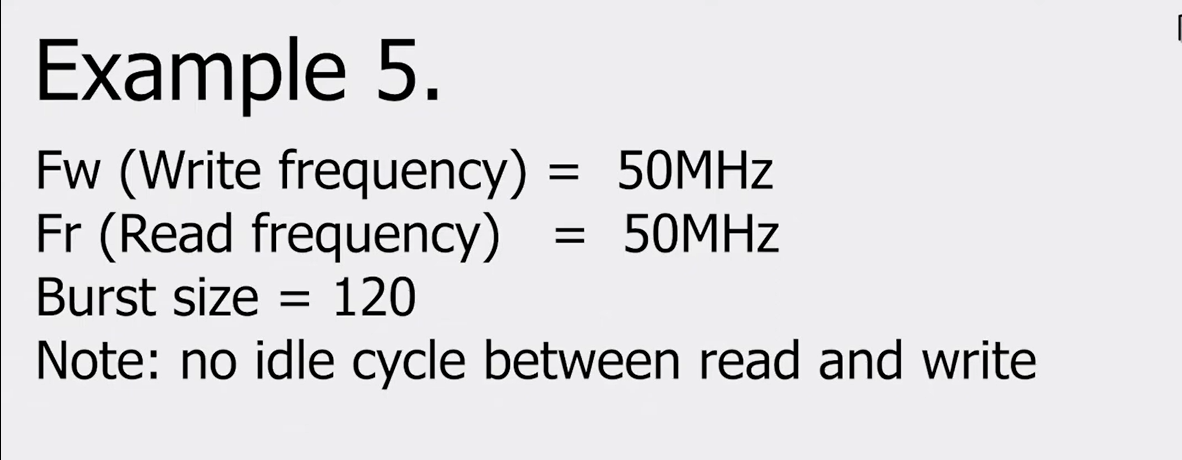 Example 5.
Fw (Write frequency) = 50MHz
Fr (Read frequency) = 50MHz
Burst size = 120
Note: no idle cycle between read and write